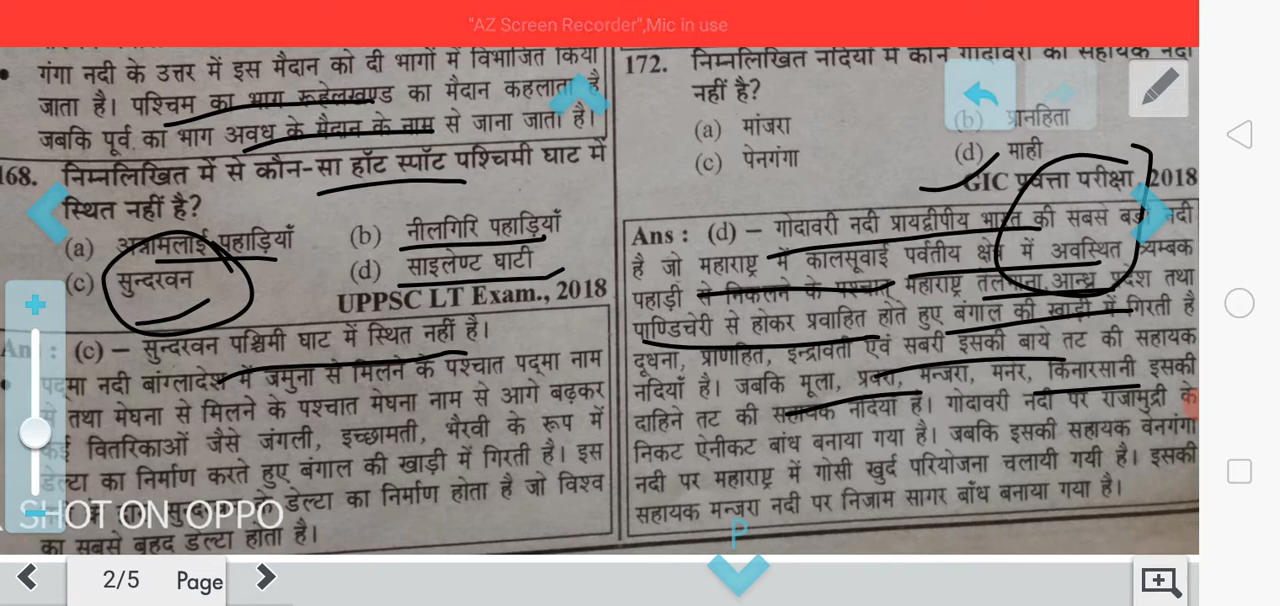 "AZ Screen Recorder",Mic in use
गंगा नदी के उत्तर में इस मैदान को दी भागों में विभाजित किया
जाता है। पश्चिम का भाग रूहेलखण्ड का मैदान कहलाता है
जबकि पूर्व का भाग अवध के मैदान के नाम से जाना जाता है।
168. निम्नलिखित में से कौन-सा हॉट स्पॉट पश्चिमी घाट में
स्थित नहीं है?
(a) अन्नामलाई पहाड़ियाँ (b) नीलगिरि पहाड़ियाँ
(c) सुन्दरवन (d) साइलेण्ट घाटी
UPPSC LT Exam., 2018
Ans : (c) – सुन्दरवन पश्चिमी घाट में स्थित नहीं है।
पद्मा नदी बांग्लादेश में जमुना से मिलने के पश्चात पद्मा नाम
से तथा मेघना से मिलने के पश्चात मेघना नाम से आगे बढ़कर
कई वितरिकाओं जैसे जंगली, इच्छामती, भैरवी के रूप में
डेल्टा का निर्माण करते हुए बंगाल की खाड़ी में गिरती है। इस
डेल्टा का निर्माण होता है जो विश्व
का सबसे बृहद डेल्टा होता है।
172. निम्नलिखित नदियों में कौन गोदावरी की सहायक नदी
नहीं है?
(a) मांजरा (b) प्रानहिता
(c) पेनगंगा (d) माही
GIC प्रवक्ता परीक्षा, 2018
Ans : (d) – गोदावरी नदी प्रायद्वीपीय भारत की सबसे बड़ी नदी
है जो महाराष्ट्र में कालसूवाई पर्वतीय क्षेत्र में अवस्थित त्र्यम्बक
पहाड़ी से निकलने के पश्चात् महाराष्ट्र तेलंगाना आन्ध्र प्रदेश तथा
पाण्डिचेरी से होकर प्रवाहित होते हुए बंगाल की खाड़ी में गिरती है
दूधना, प्राणहित, इन्द्रावती एवं सबरी इसकी बाये तट की सहायक
नदियाँ है। जबकि मूला, प्रवरा, मन्जरा, मनेर, किनारसानी इसकी
दाहिने तट की सहायक नदिया है। गोदावरी नदी पर राजामुद्री के
निकट ऐनीकट बांध बनाया गया है। जबकि इसकी सहायक वेनगंगा
नदी पर महाराष्ट्र में गोसी खुर्द परियोजना चलायी गयी है। इसकी
सहायक मन्जरा नदी पर निजाम सागर बाँध बनाया गया है।
SHOT ON OPPO
P
2/5 Page